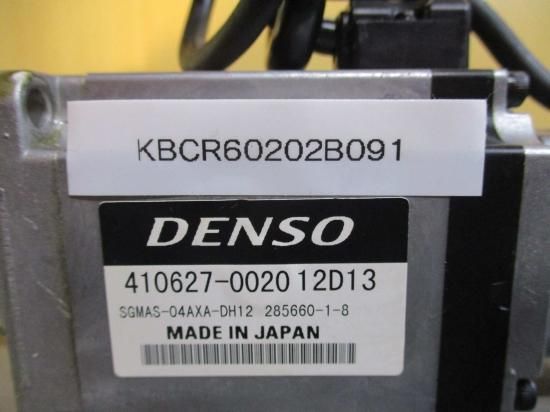 KBCR60202B091
DENSO
410627-0020 12D13
SGMAS-04AXA-DH12 285660-1-8
MADE IN JAPAN